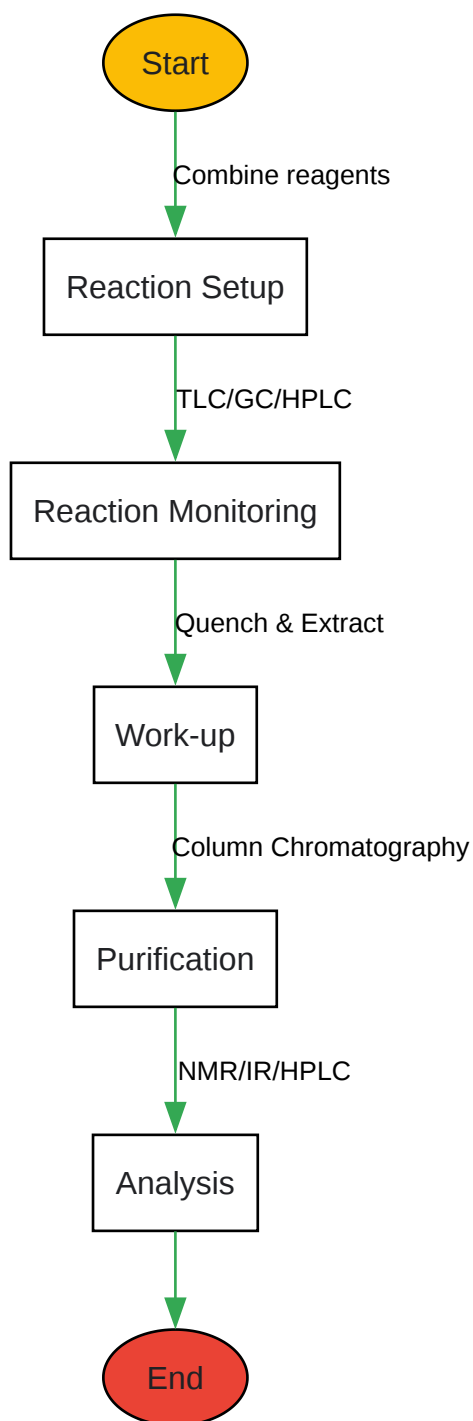 Start
Combine reagents
Reaction Setup
TLC/GC/HPLC
Reaction Monitoring
Quench & Extract
Work-up
Column Chromatography
Purification
NMR/IR/HPLC
Analysis
End